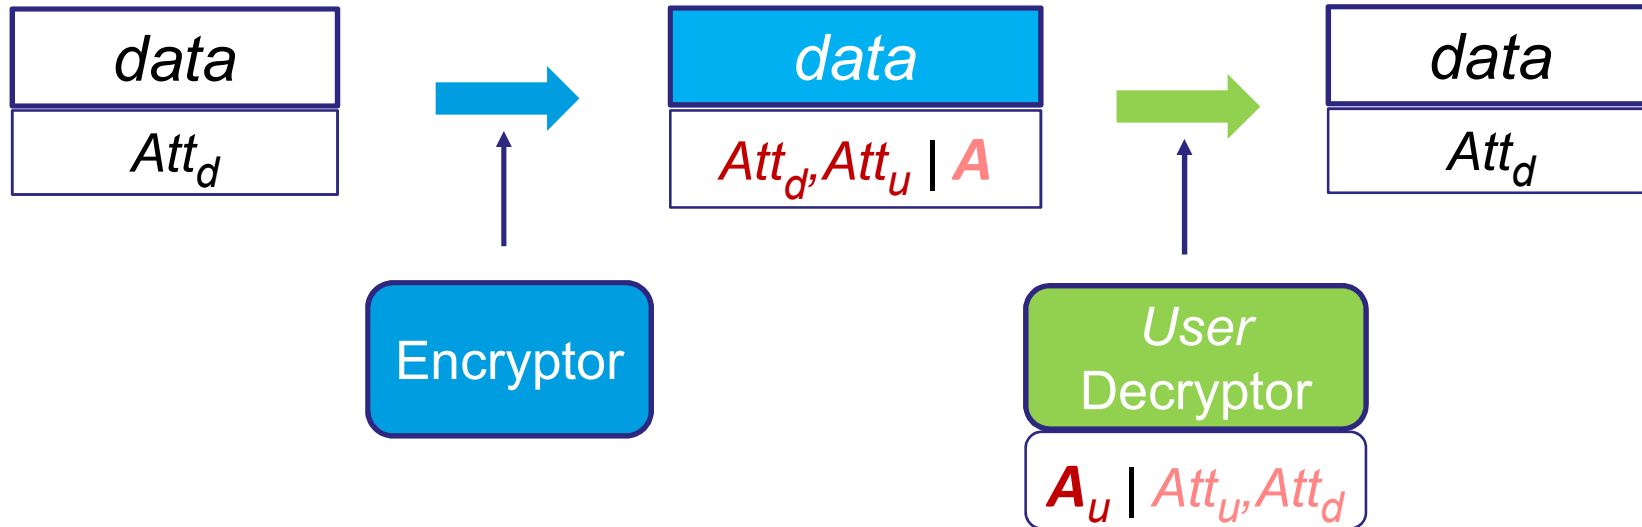 data
Att_d
data
Att_d, Att_u | A
data
Att_d
Encryptor
User
Decryptor
A_u | Att_u, Att_d